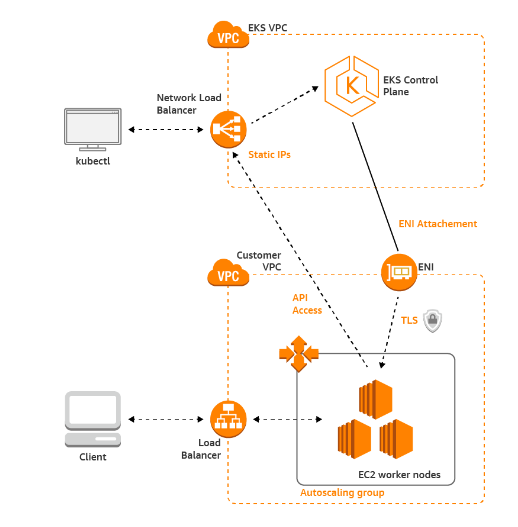 EKS VPC
VPC
EKS Control
Plane
Network Load
Balancer
kubectl
Static IPs
ENI Attachement
Customer
VPC
VPC
ENI
API
Access
TLS
Client
Load
Balancer
EC2 worker nodes
Autoscaling group
K